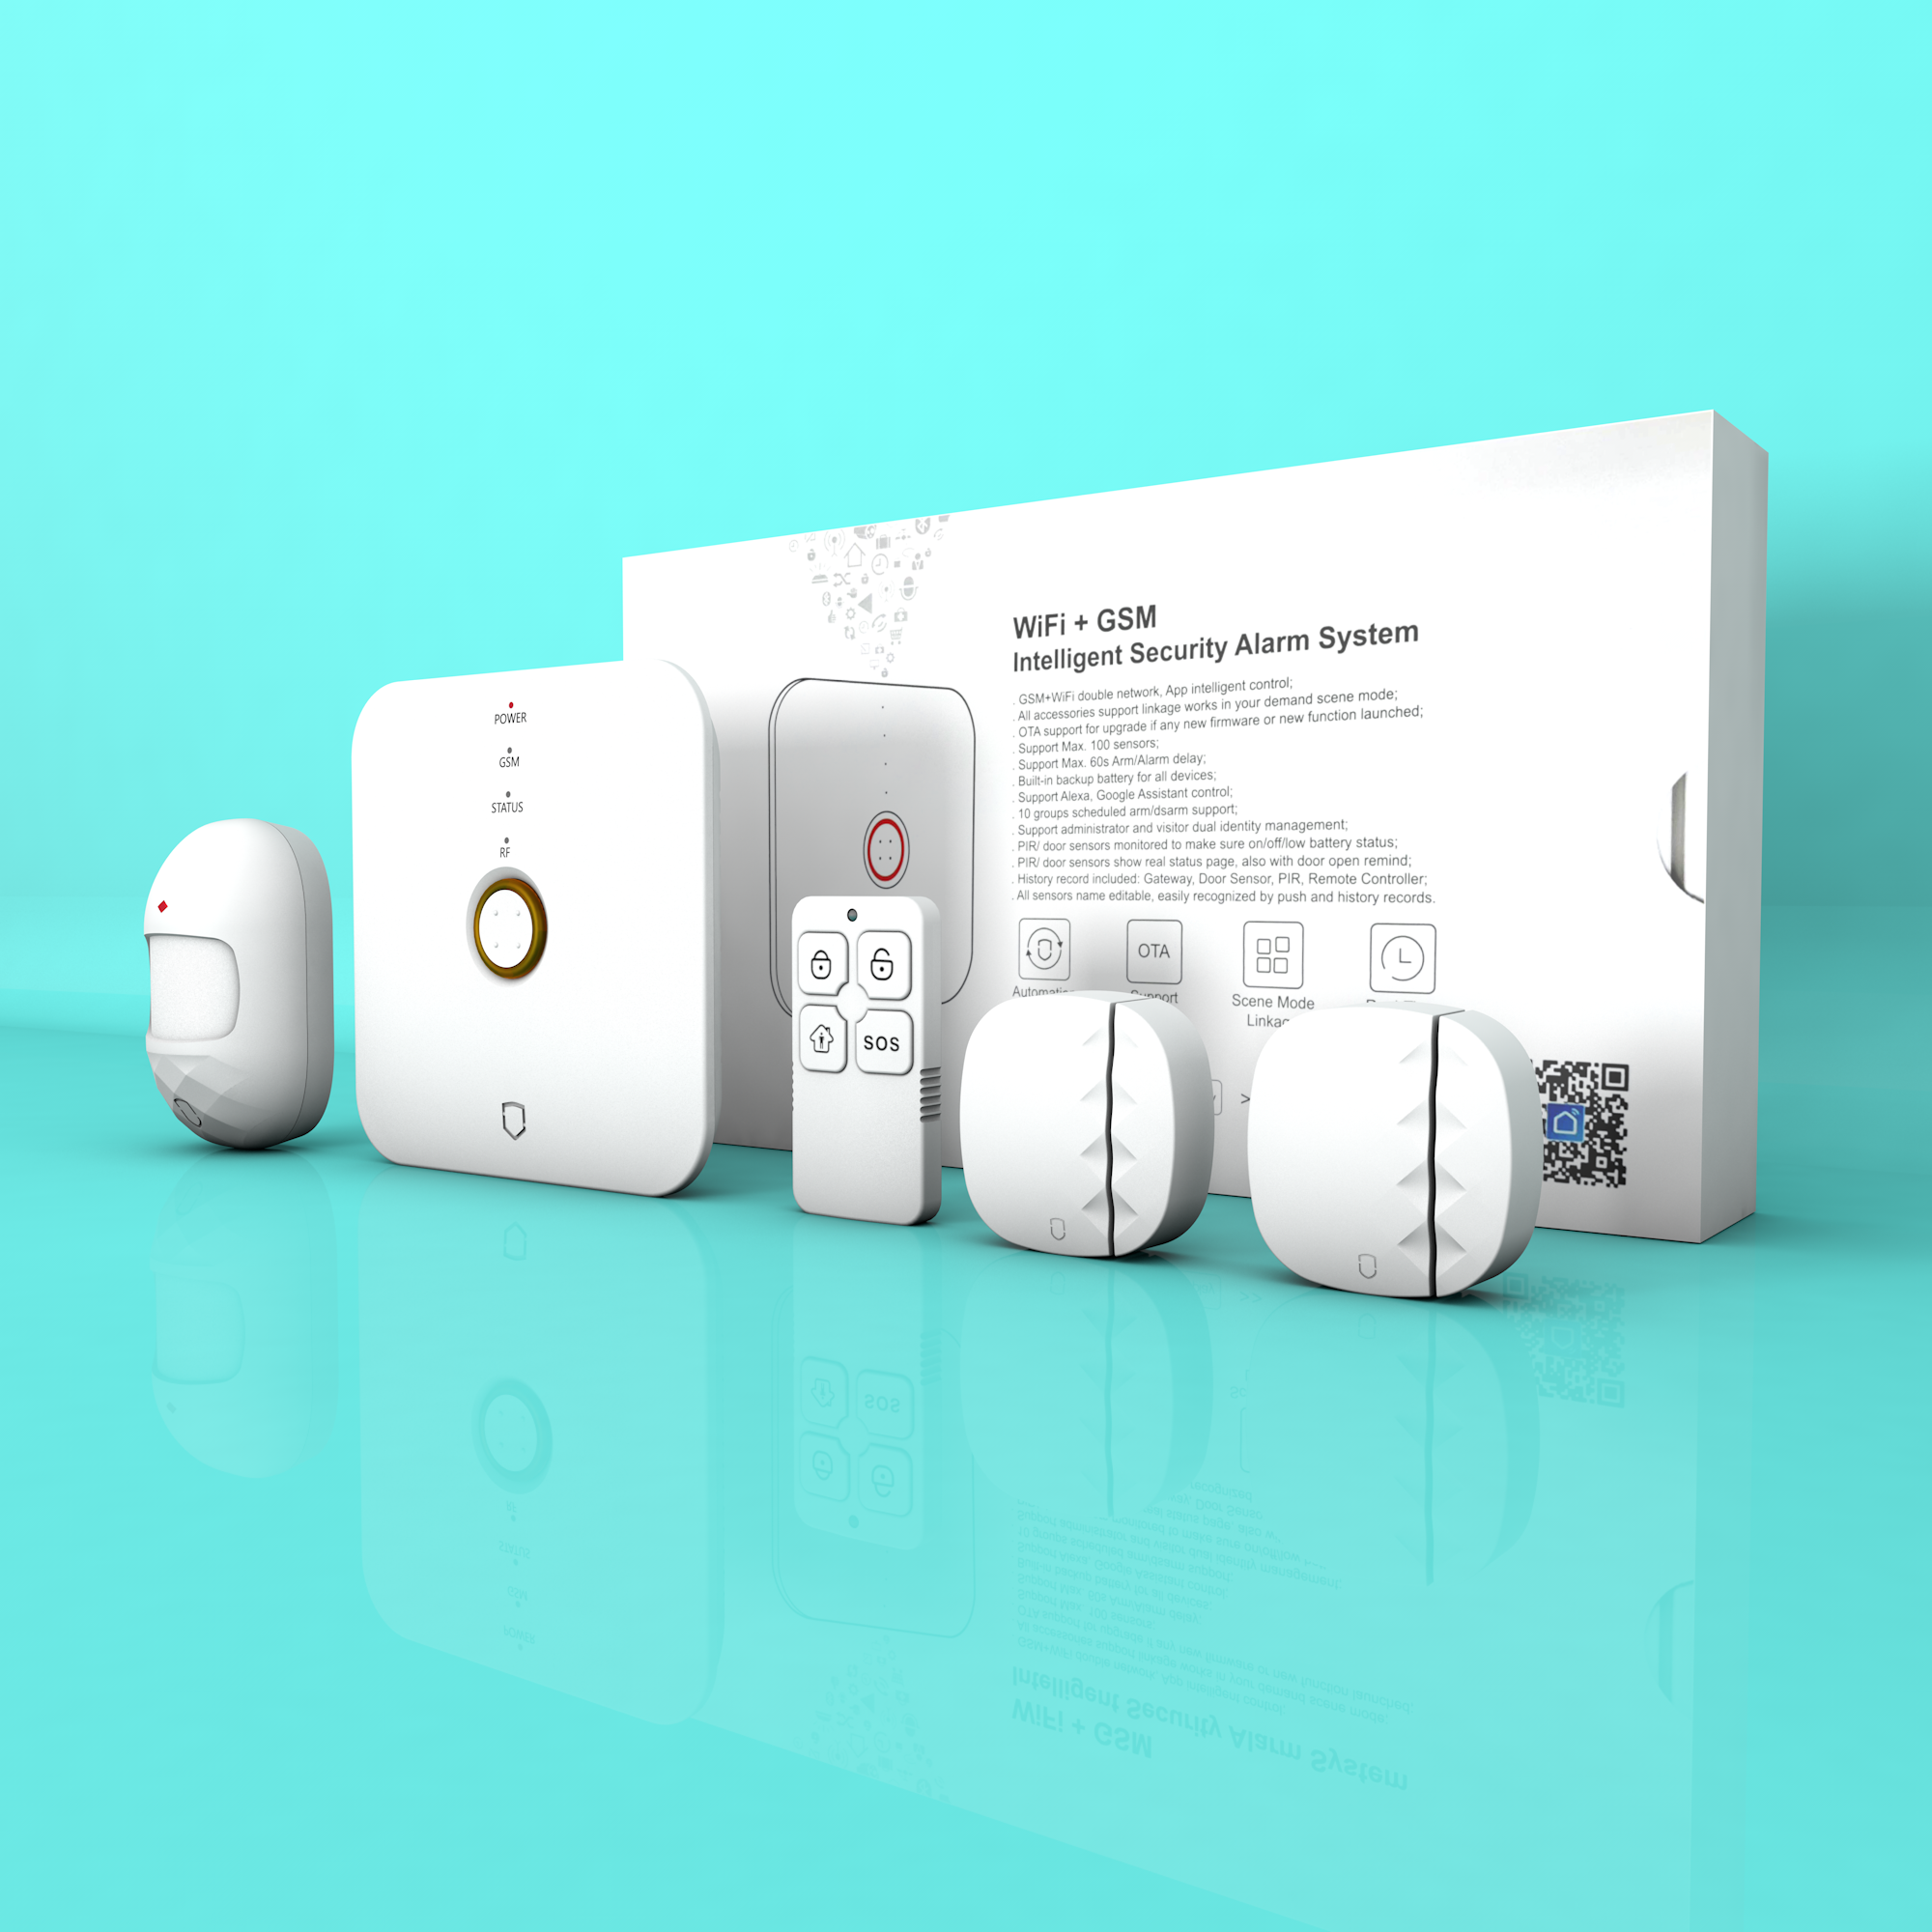 WiFi + GSM
Intelligent Security Alarm System
. GSM+WiFi double network, App intelligent control;
. All accessories support linkage works in your demand scene mode;
. OTA support for upgrade if any new firmware or new function launched;
. Support Max. 100 sensors;
. Support Max. 60s Arm/Alarm delay;
. Built-in backup battery for all devices;
. Support Alexa, Google Assistant control;
. 10 groups scheduled arm/dsarm support;
. Support administrator and visitor dual identity management;
. PIR/ door sensors monitored to make sure on/off/low battery status;
. PIR/ door sensors show real status page, also with door open remind;
. History record included: Gateway, Door Sensor, PIR, Remote Controller;
. All sensors name editable, easily recognized by push and history records.
OTA
Support
Scene Mode
POWER
GSM
STATUS
RF
SOS